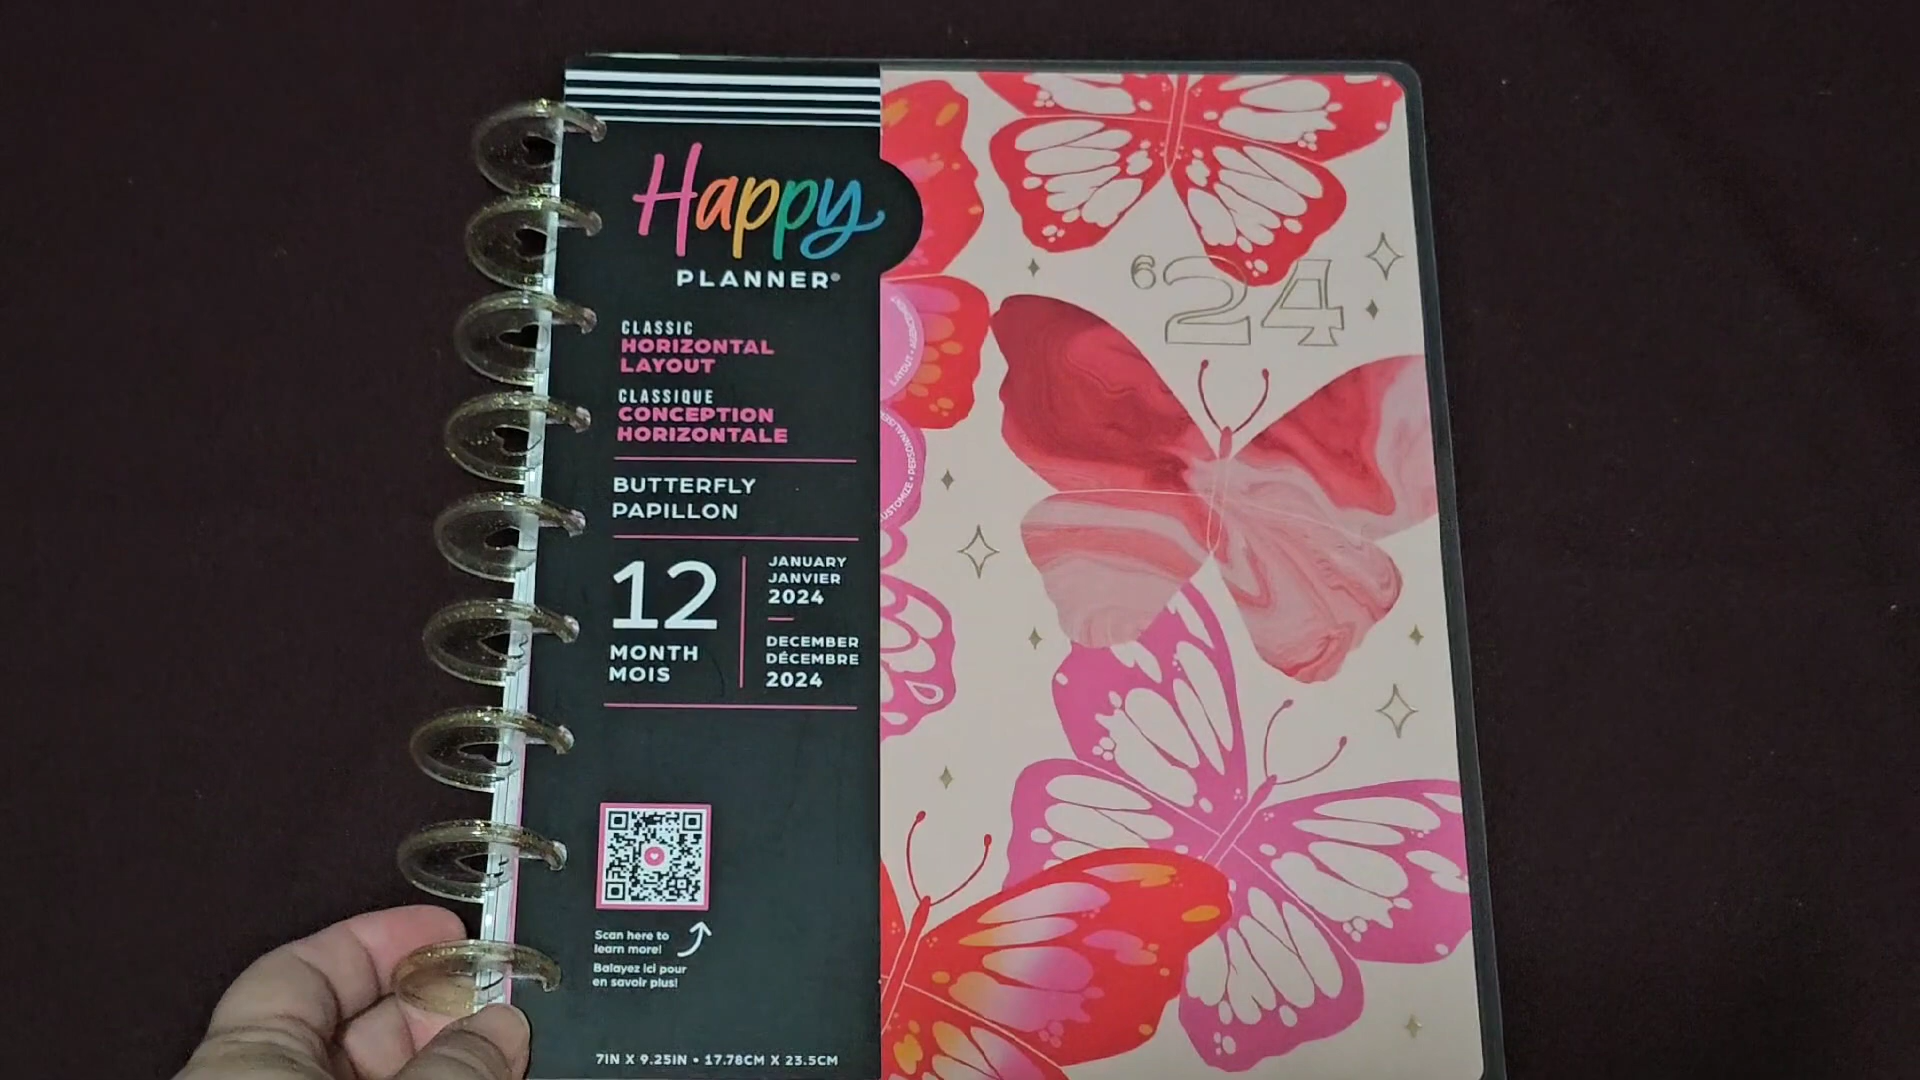 Happy
PLANNER®
CLASSIC
HORIZONTAL
LAYOUT
CLASSIQUE
CONCEPTION
HORIZONTALE
BUTTERFLY
PAPILLON
12
MONTH
MOIS
JANUARY
JANVIER
2024
—
DECEMBER
DÉCEMBRE
2024
Scan here to
learn more!
Balayez ici pour
en savoir plus!
7IN X 9.25IN • 17.78CM X 23.5CM
‘24
LAYOUT •